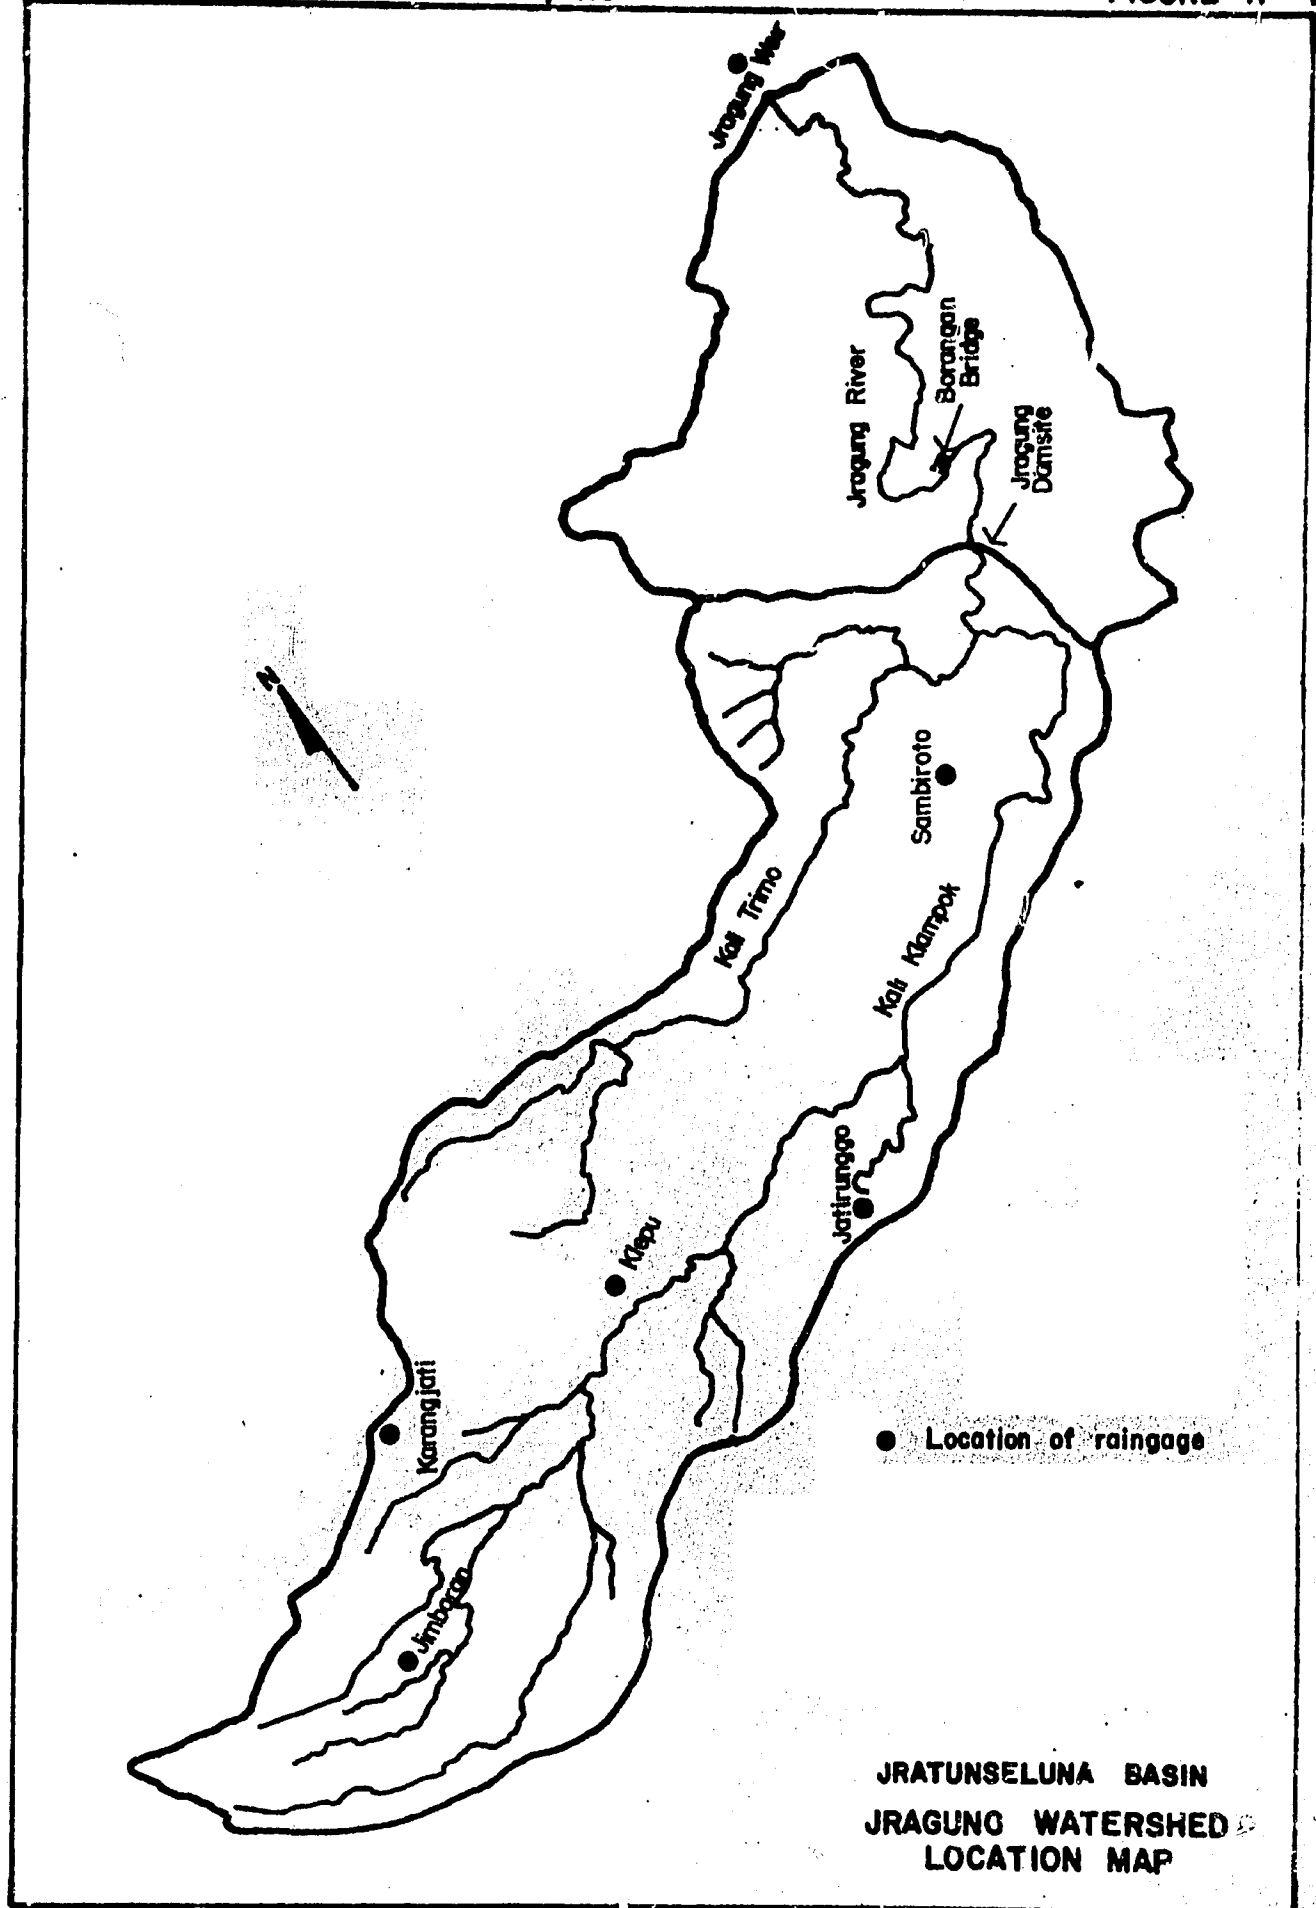 Jragung Weir
Borangan
Bridge
Jragung River
Jragung
Damsite
N
Sambiroto
Kali Trimo
Kali Klampok
Jatirunggo
Klepu
Karangjati
Location of raingage
Jimboran
JRATUNSELUNA BASIN
JRAGUNG WATERSHED
LOCATION MAP